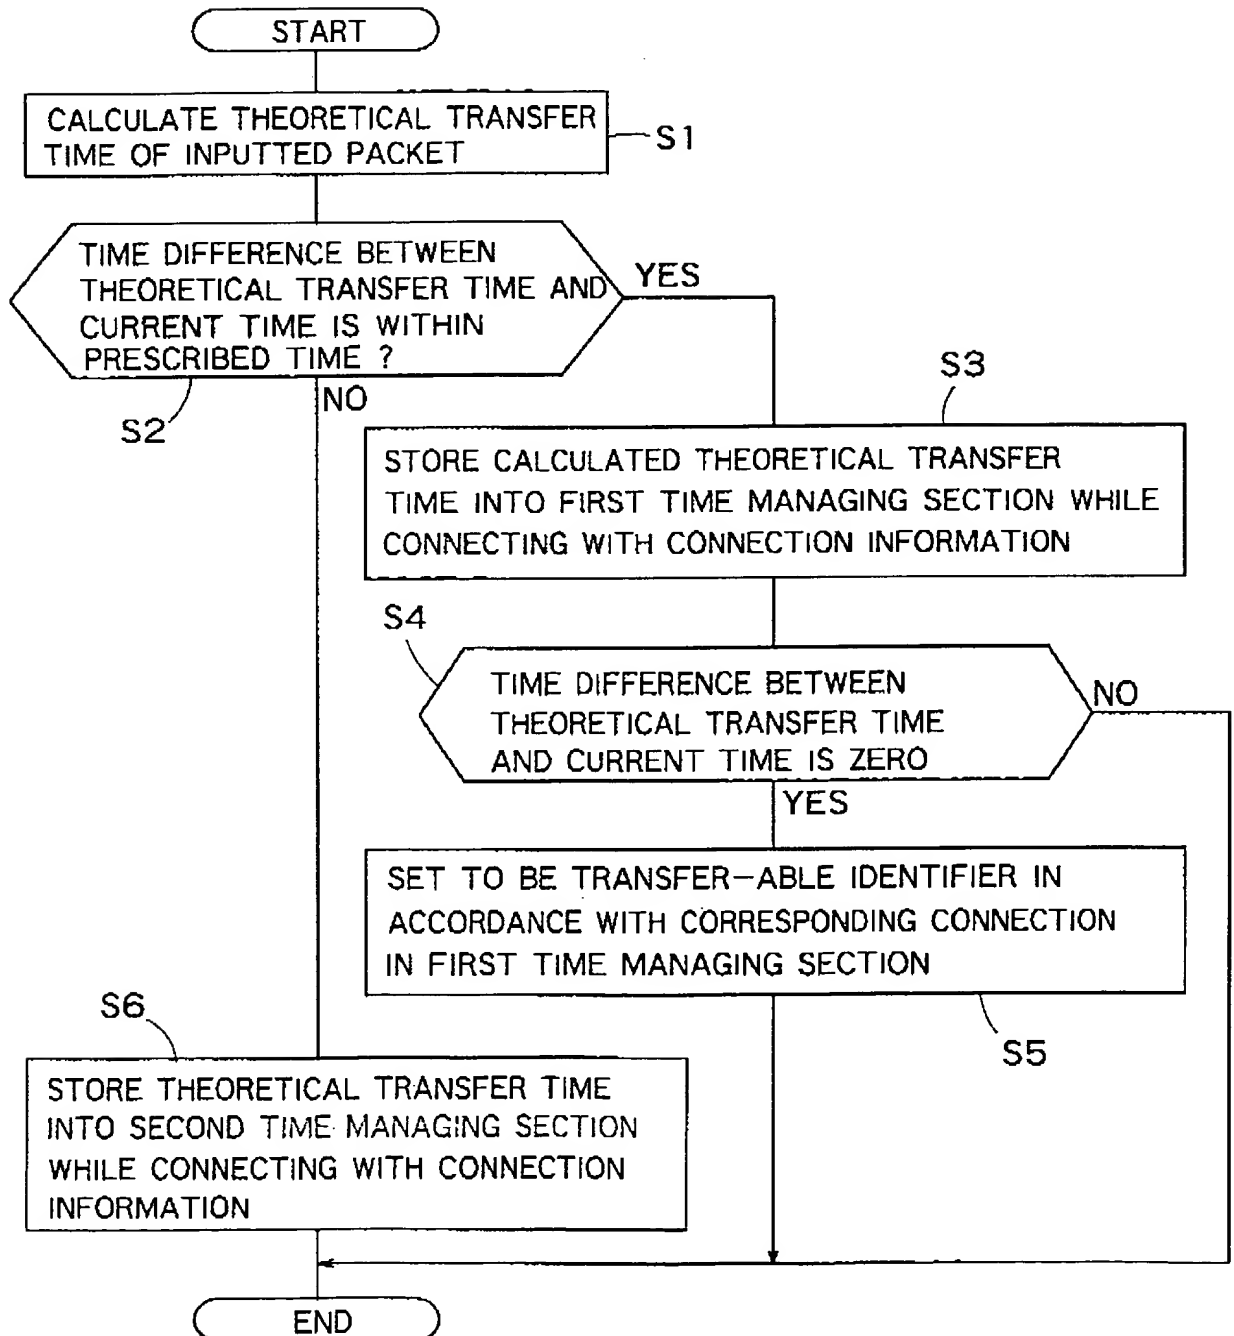 START
CALCULATE THEORETICAL TRANSFER
TIME OF INPUTTED PACKET
S1
TIME DIFFERENCE BETWEEN
THEORETICAL TRANSFER TIME AND
CURRENT TIME IS WITHIN
PRESCRIBED TIME ?
YES
S2
NO
S3
STORE CALCULATED THEORETICAL TRANSFER
TIME INTO FIRST TIME MANAGING SECTION WHILE
CONNECTING WITH CONNECTION INFORMATION
S4
TIME DIFFERENCE BETWEEN
THEORETICAL TRANSFER TIME
AND CURRENT TIME IS ZERO
NO
YES
SET TO BE TRANSFER-ABLE IDENTIFIER IN
ACCORDANCE WITH CORRESPONDING CONNECTION
IN FIRST TIME MANAGING SECTION
S5
S6
STORE THEORETICAL TRANSFER TIME
INTO SECOND TIME MANAGING SECTION
WHILE CONNECTING WITH CONNECTION
INFORMATION
END